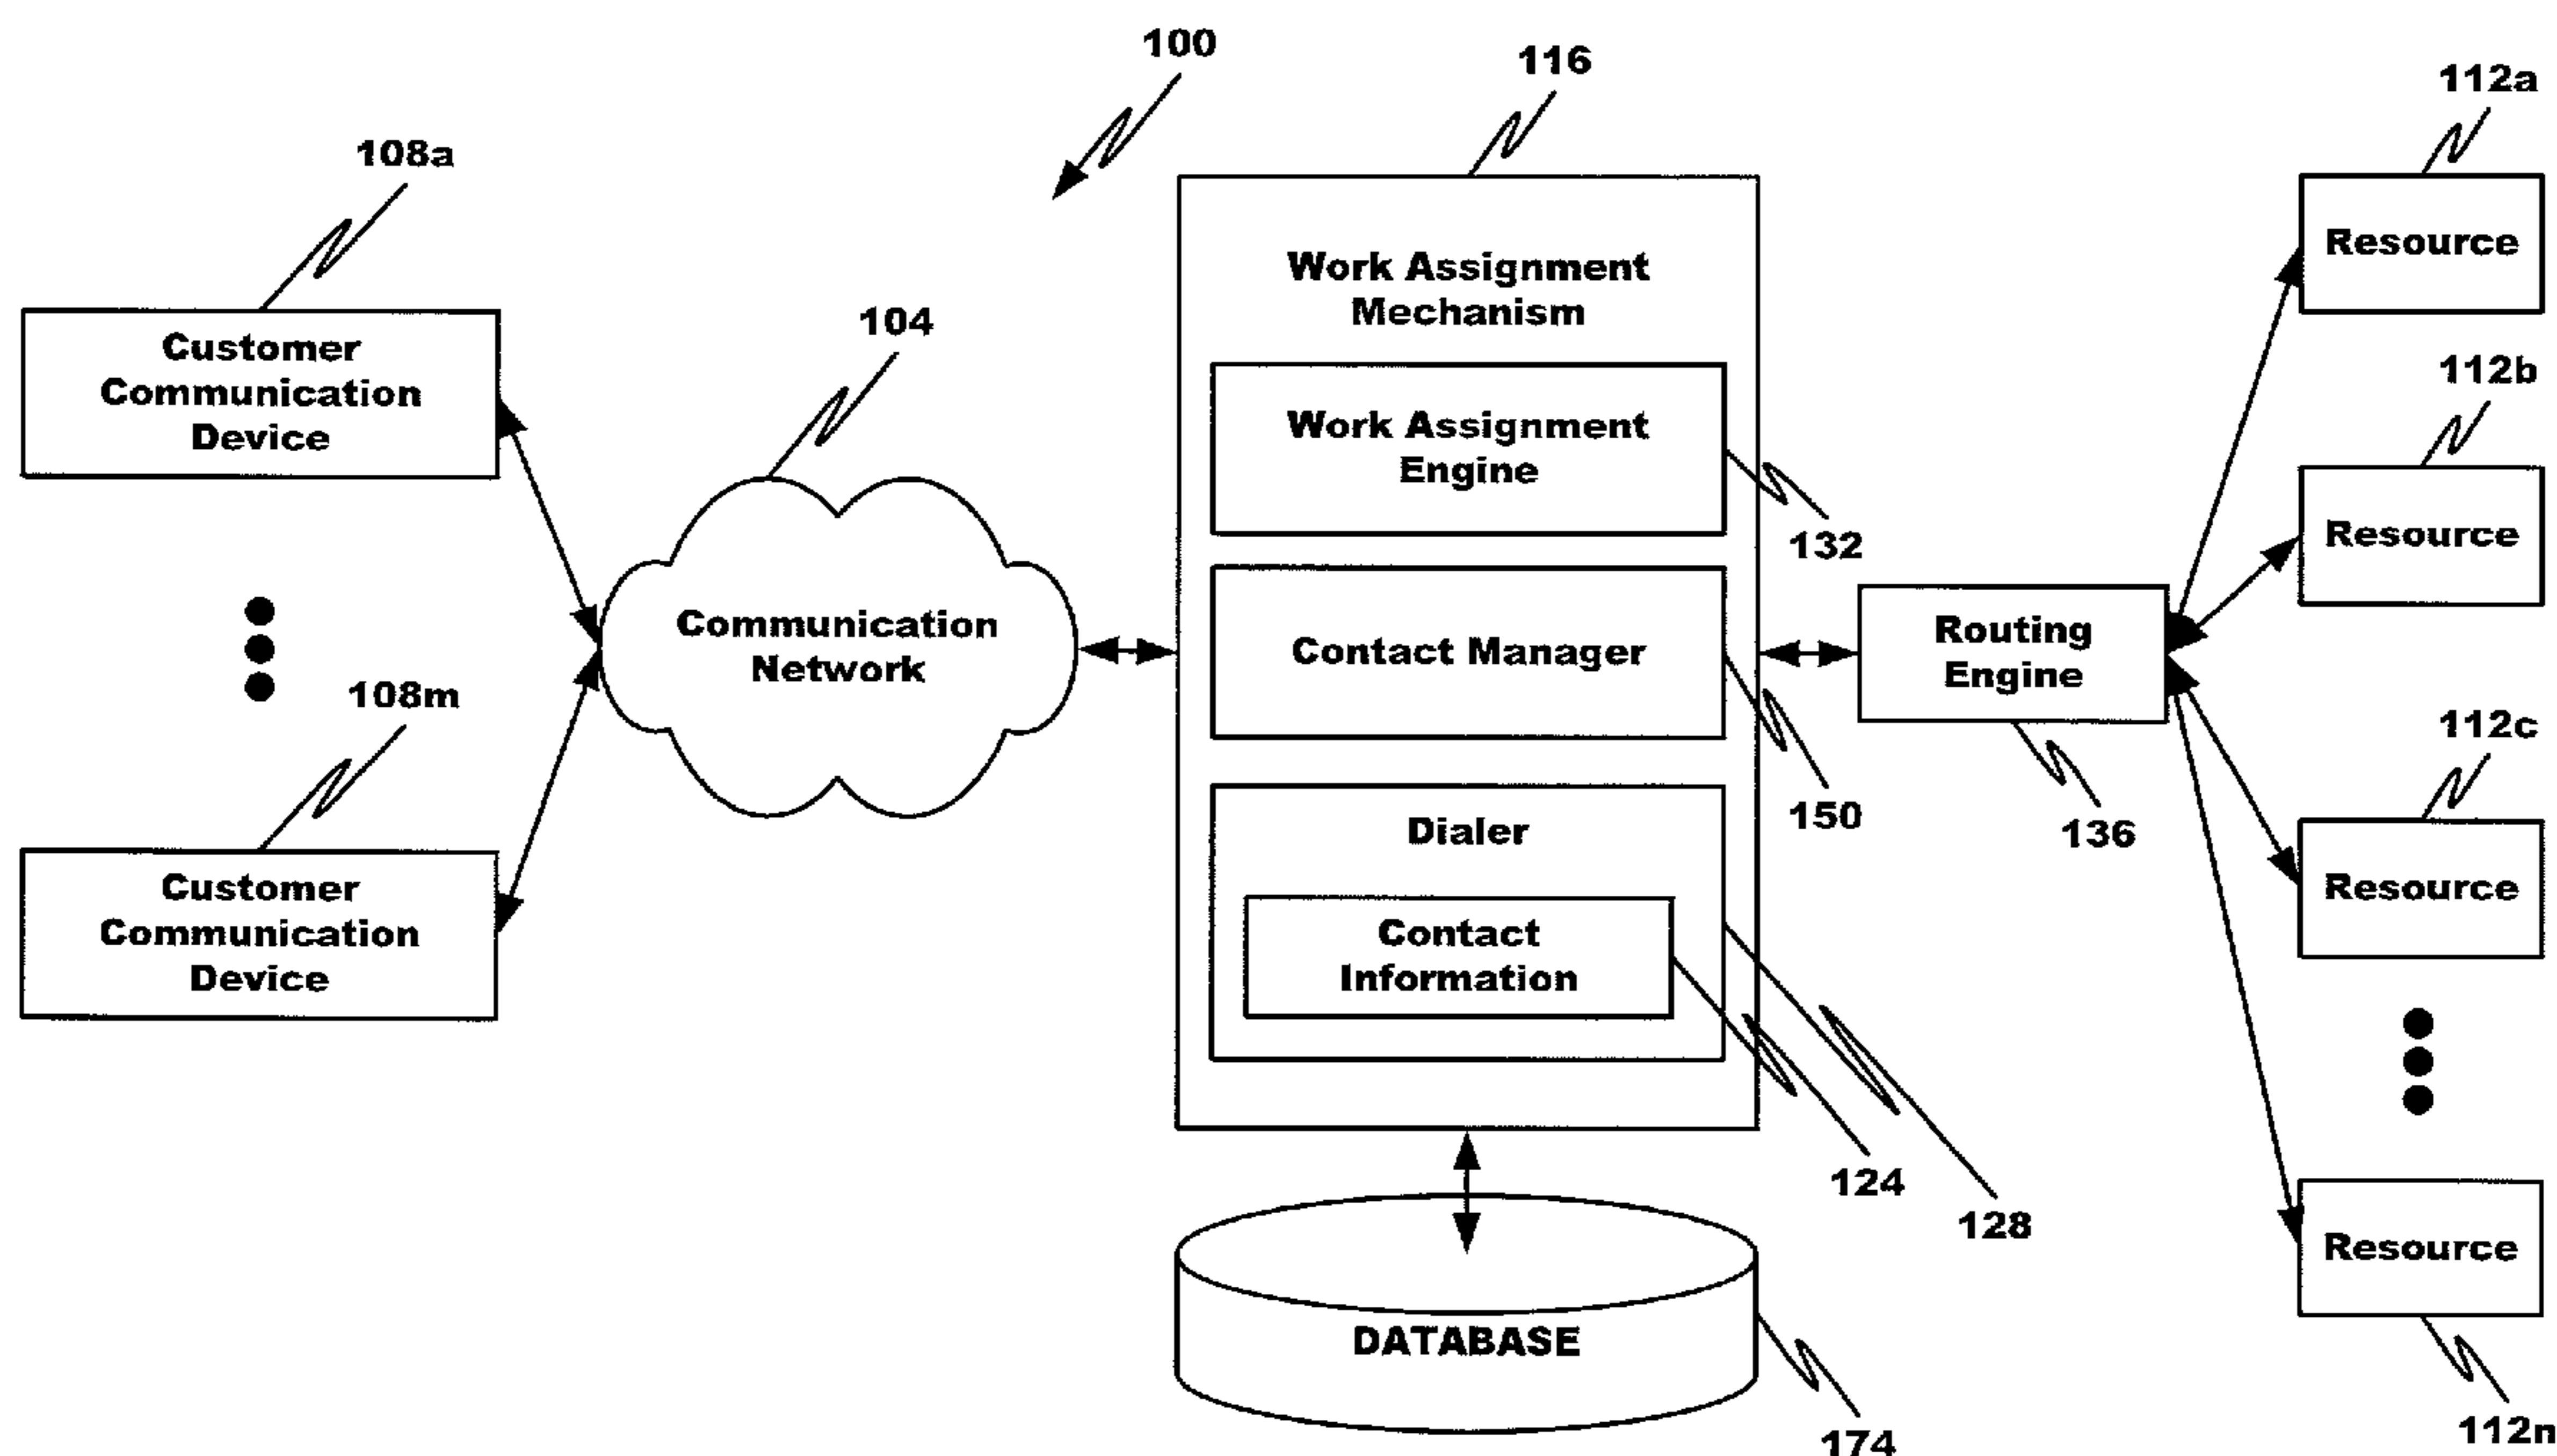 100
116
112a
108a
Resource
Work Assignment
Mechanism
104
Customer
Communication
Device
112b
Work Assignment
Engine
Resource
132
Communication
Network
Contact Manager
Routing
Engine
108m
112c
150
136
Dialer
Customer
Communication
Device
Resource
Contact
Information
124
128
Resource
DATABASE
174
112n